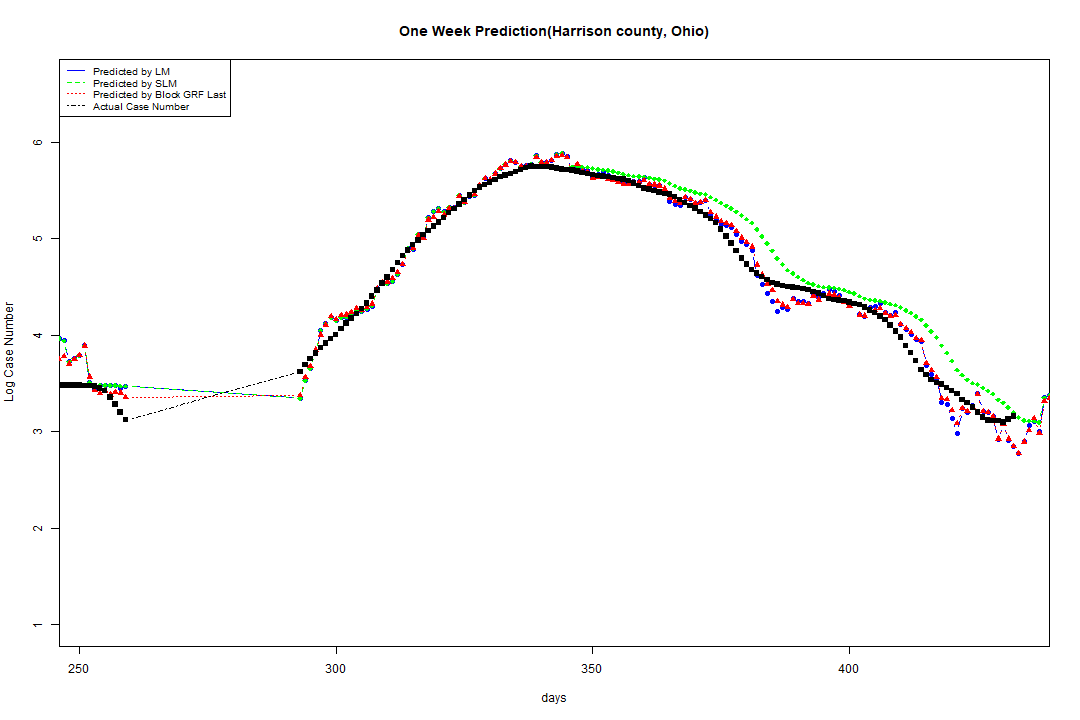 One Week Prediction(Harrison county, Ohio)
Predicted by LM
Predicted by SLM
Predicted by Block GRF Last
Actual Case Number
6
5
4
3
2
1
Log Case Number
250 300 350 400
days